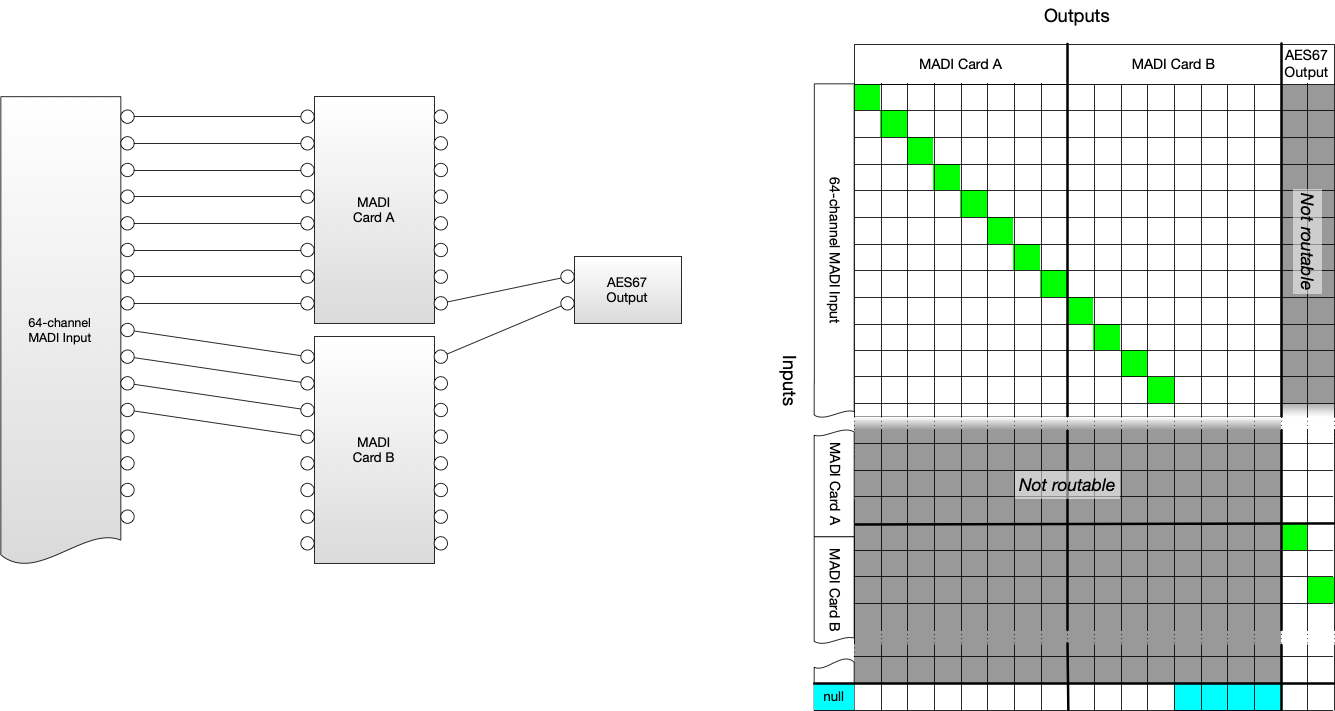 64-channel
MADI Input
MADI
Card A
MADI
Card B
AES67
Output
Outputs
MADI Card A
MADI Card B
AES67
Output
Inputs
64-channel MADI Input
Not routable
MADI Card A
Not routable
MADI Card B
null